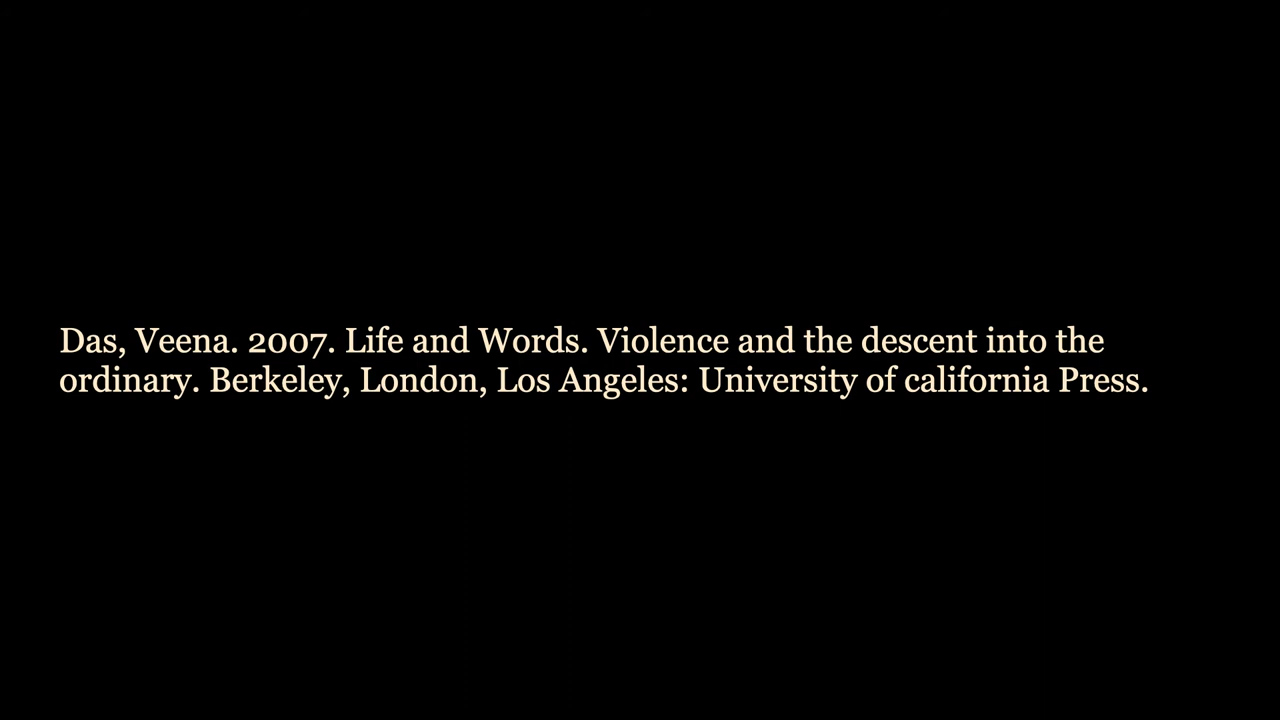 Das, Veena. 2007. Life and Words. Violence and the descent into the
ordinary. Berkeley, London, Los Angeles: University of california Press.